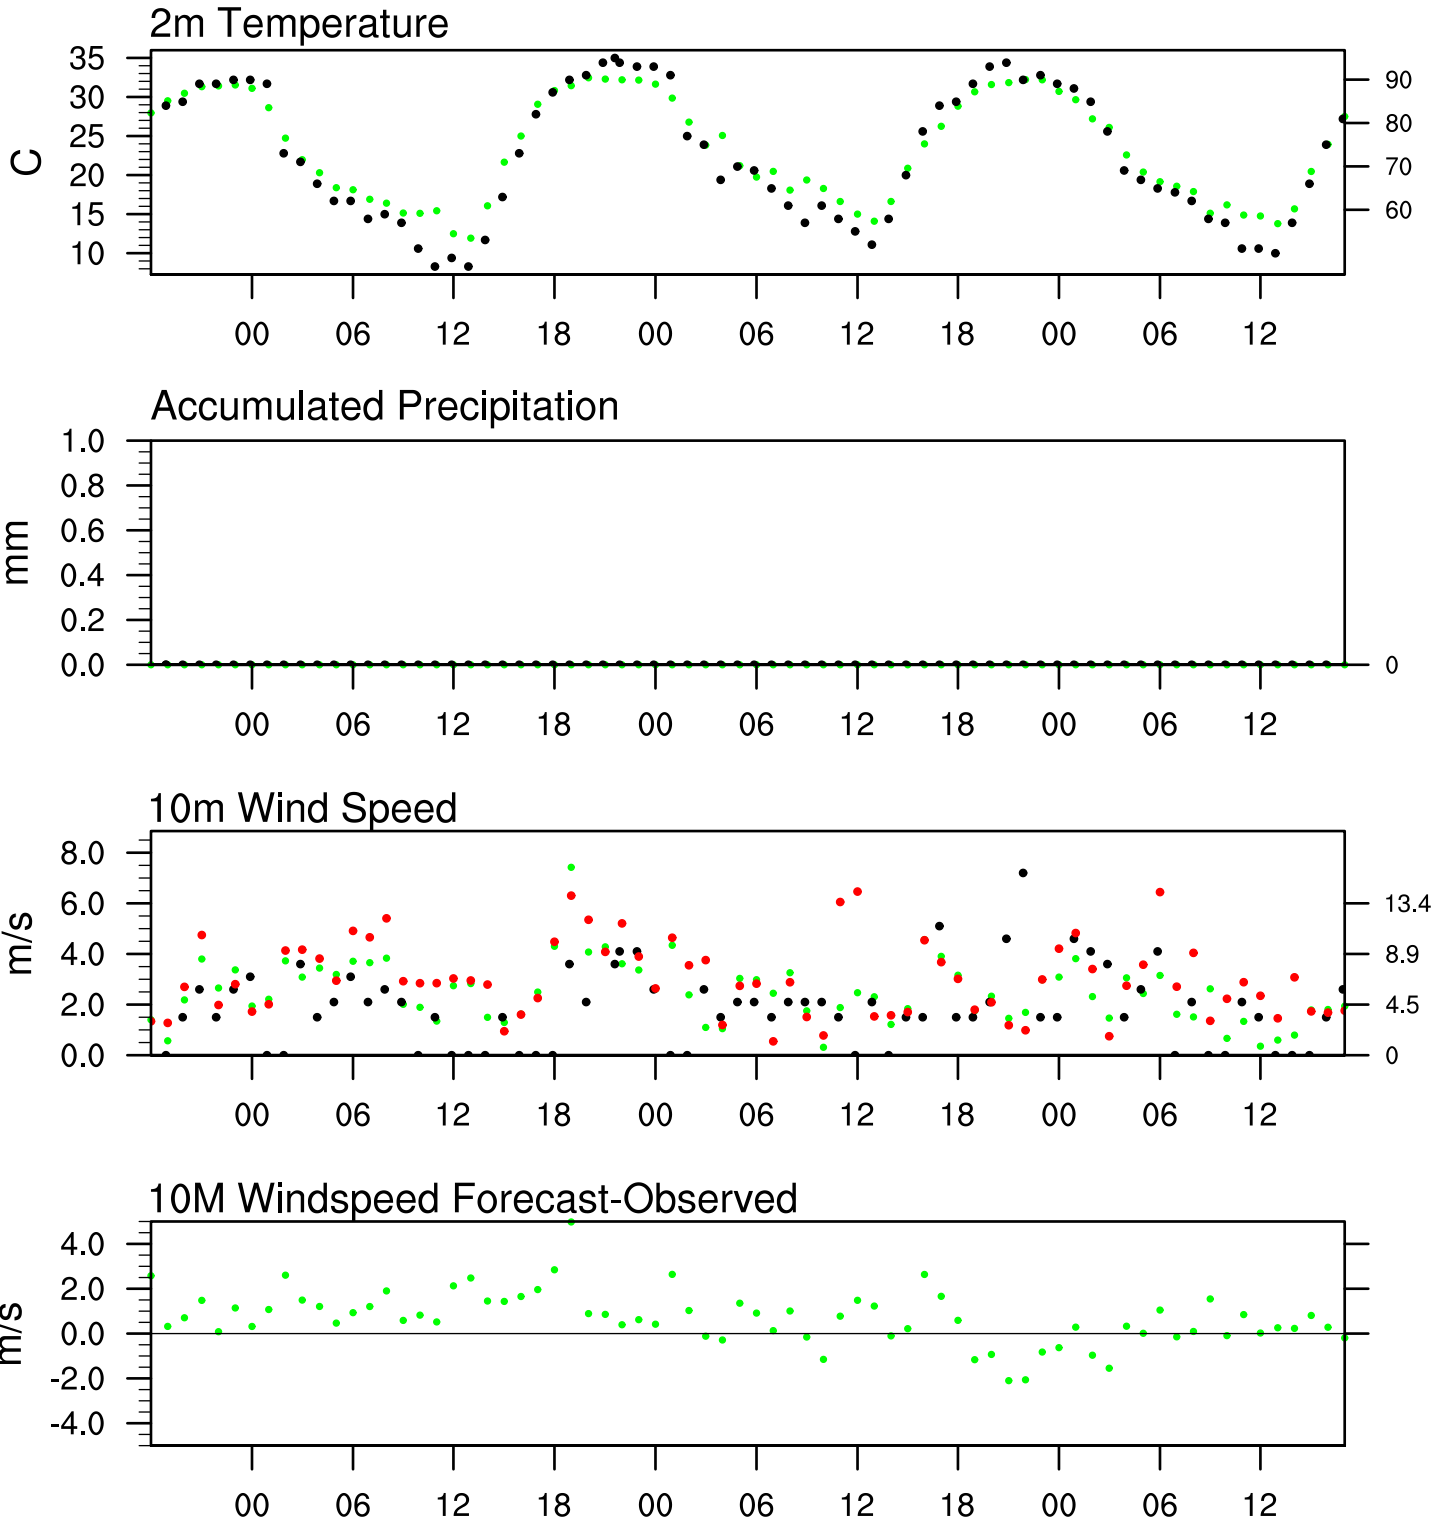 2m Temperature
35
30
25
20
15
10
C
90
80
70
60
00 06 12 18 00 06 12 18 00 06 12
Accumulated Precipitation
1.0
0.8
0.6
0.4
0.2
0.0
mm
0
00 06 12 18 00 06 12 18 00 06 12
10m Wind Speed
8.0
6.0
4.0
2.0
0.0
m/s
13.4
8.9
4.5
0
00 06 12 18 00 06 12 18 00 06 12
10M Windspeed Forecast-Observed
4.0
2.0
0.0
-2.0
-4.0
m/s
00 06 12 18 00 06 12 18 00 06 12